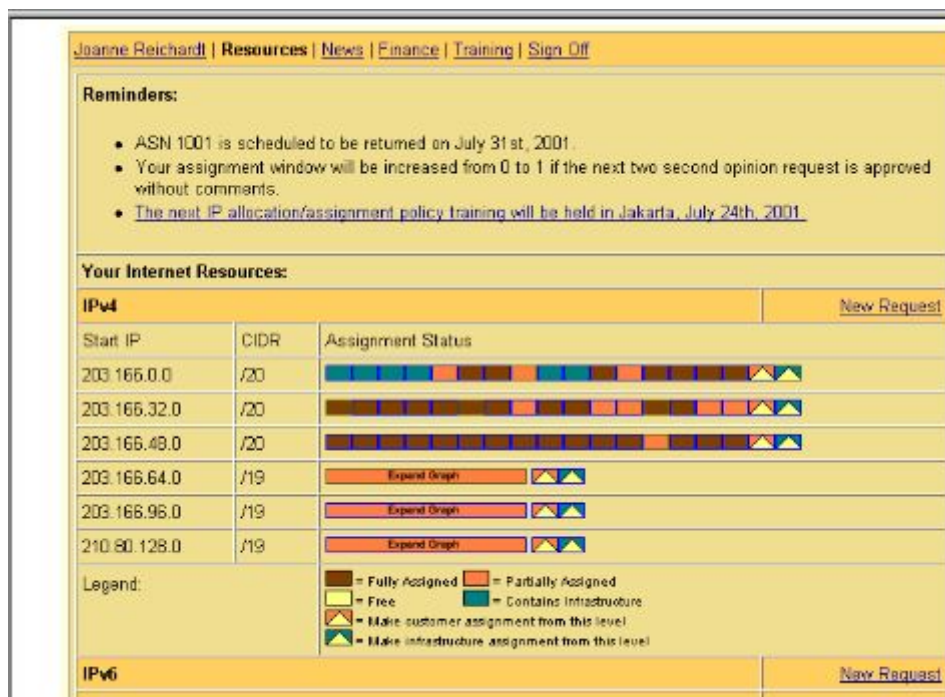 Joanne Reichardt | Resources | News | Finance | Training | Sign Off
Reminders:
• ASN 1001 is scheduled to be returned on July 31st, 2001.
• Your assignment window will be increased from 0 to 1 if the next two second opinion request is approved
without comments.
• The next IP allocation/assignment policy training will be held in Jakarta, July 24th, 2001.
Your Internet Resources:
IPv4 New Request
Start IP CIDR Assignment Status
203.166.0.0 /20
203.166.32.0 /20
203.166.48.0 /20
203.166.64.0 /19 Expand Graph
203.166.96.0 /19 Expand Graph
210.80.128.0 /19 Expand Graph
Legend: = Fully Assigned = Partially Assigned
= Free = Contains Infrastructure
= Make customer assignment from this level
= Make infrastructure assignment from this level
IPv6 New Request